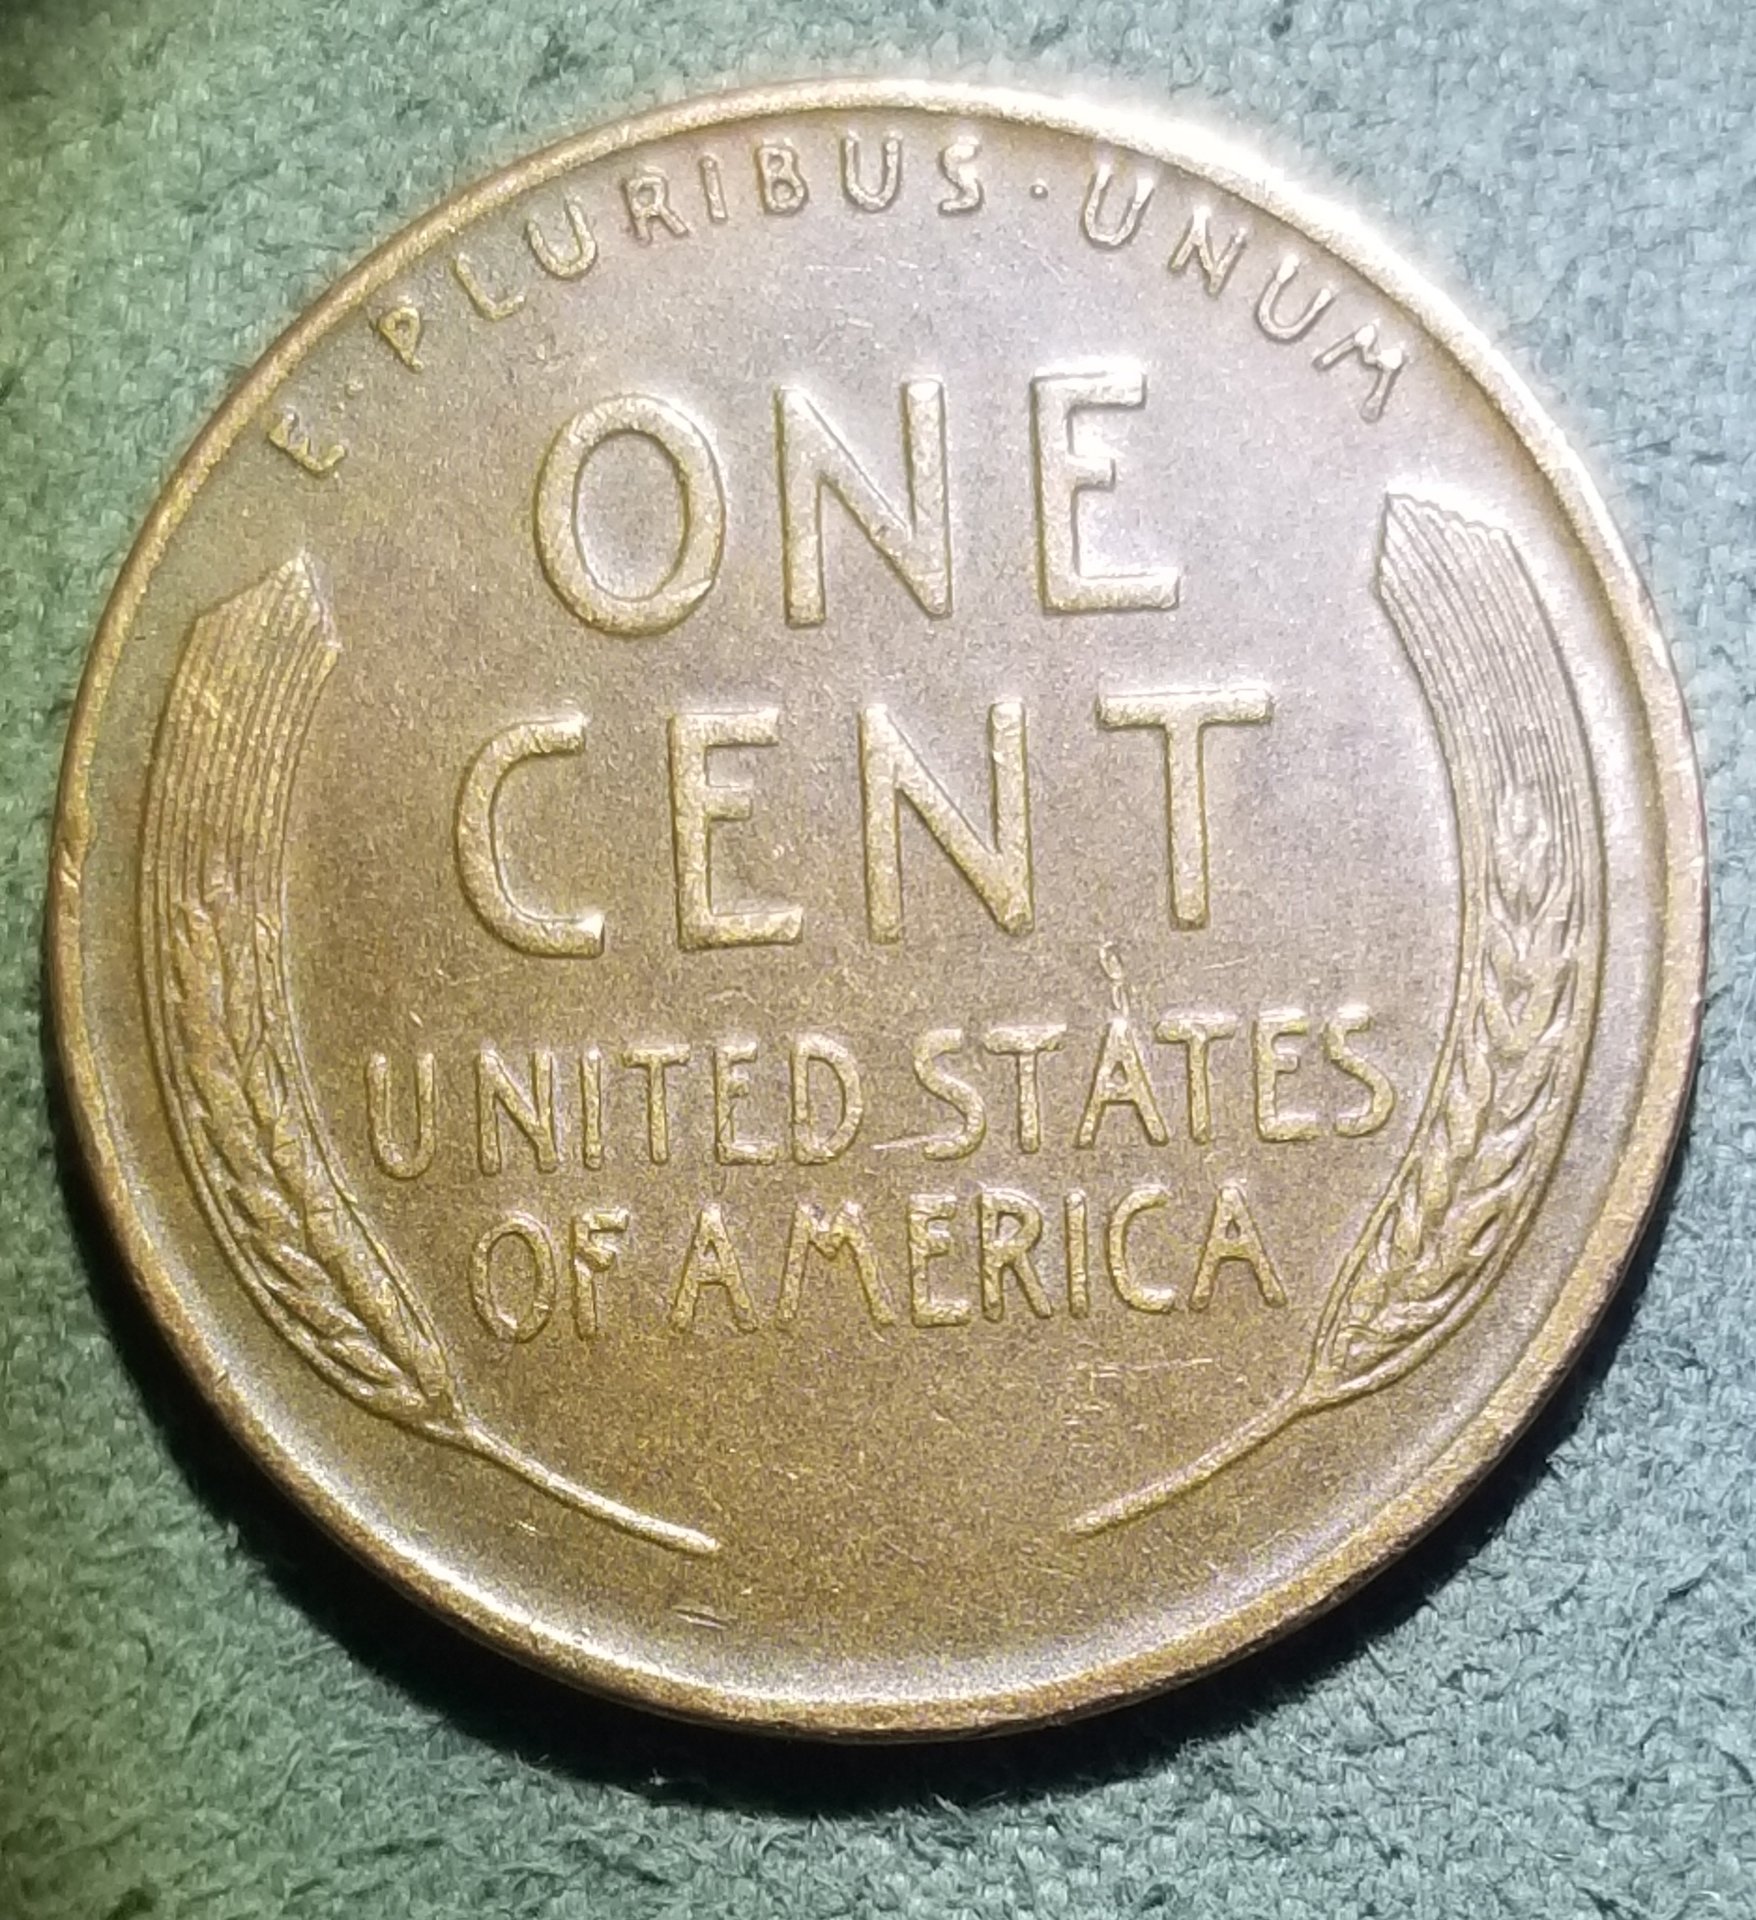 E · PLURIBUS · UNUM
ONE
CENT
UNITED STATES
OF AMERICA